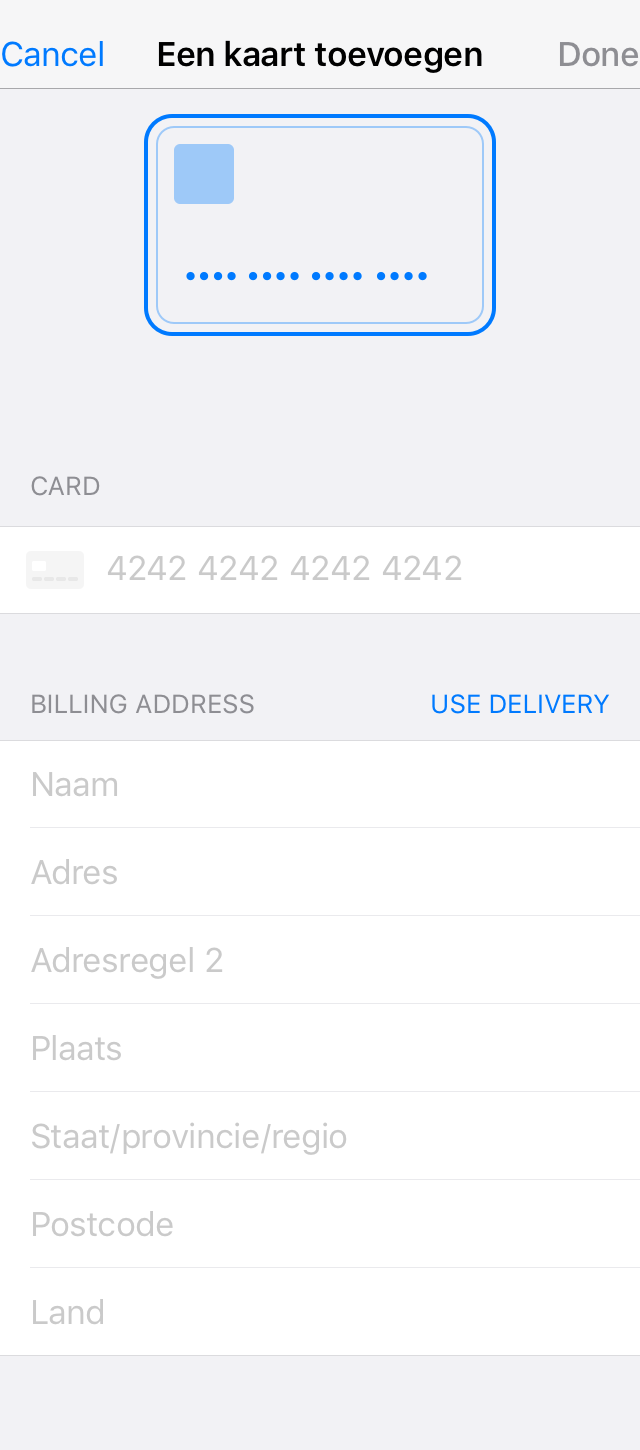 Cancel Een kaart toevoegen Done
•••• •••• •••• ••••
CARD
4242 4242 4242 4242
BILLING ADDRESS USE DELIVERY
Naam
Adres
Adresregel 2
Plaats
Staat/provincie/regio
Postcode
Land